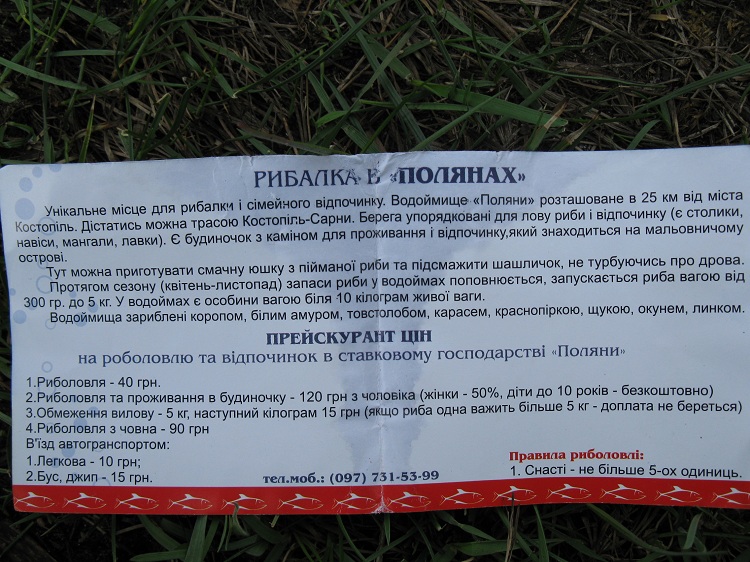 РИБАЛКА В «ПОЛЯНАХ»
Унікальне місце для рибалки і сімейного відпочинку. Водоймище «Поляни» розташоване в 25 км від міста
Костопіль. Дістатись можна трасою Костопіль-Сарни. Берега упорядковані для лову риби і відпочинку (є столики,
навіси, мангали, лавки). Є будиночок з каміном для проживання і відпочинку,який знаходиться на мальовничому
острові.
Тут можна приготувати смачну юшку з пійманої риби та підсмажити шашличок, не турбуючись про дрова.
Протягом сезону (квітень-листопад) запаси риби у водоймах поповнюється, запускається риба вагою від
300 гр. до 5 кг. У водоймах є особини вагою біля 10 кілограм живої ваги.
Водоймища зариблені коропом, білим амуром, товстолобом, карасем, краснопіркою, щукою, окунем, линком.
ПРЕЙСКУРАНТ ЦІН
на роболовлю та відпочинок в ставковому господарстві «Поляни»
1.Риболовля - 40 грн.
2.Риболовля та проживання в будиночку - 120 грн з чоловіка (жінки - 50%, діти до 10 років - безкоштовно)
3.Обмеження вилову - 5 кг, наступний кілограм 15 грн (якщо риба одна важить більше 5 кг - доплата не береться)
4.Риболовля з човна - 90 грн
В'їзд автотранспортом:
1.Легкова - 10 грн;
2.Бус, джип - 15 грн.
тел.моб.: (097) 731-53-99
Правила риболовлі:
1. Снасті - не більше 5-ох одиниць.